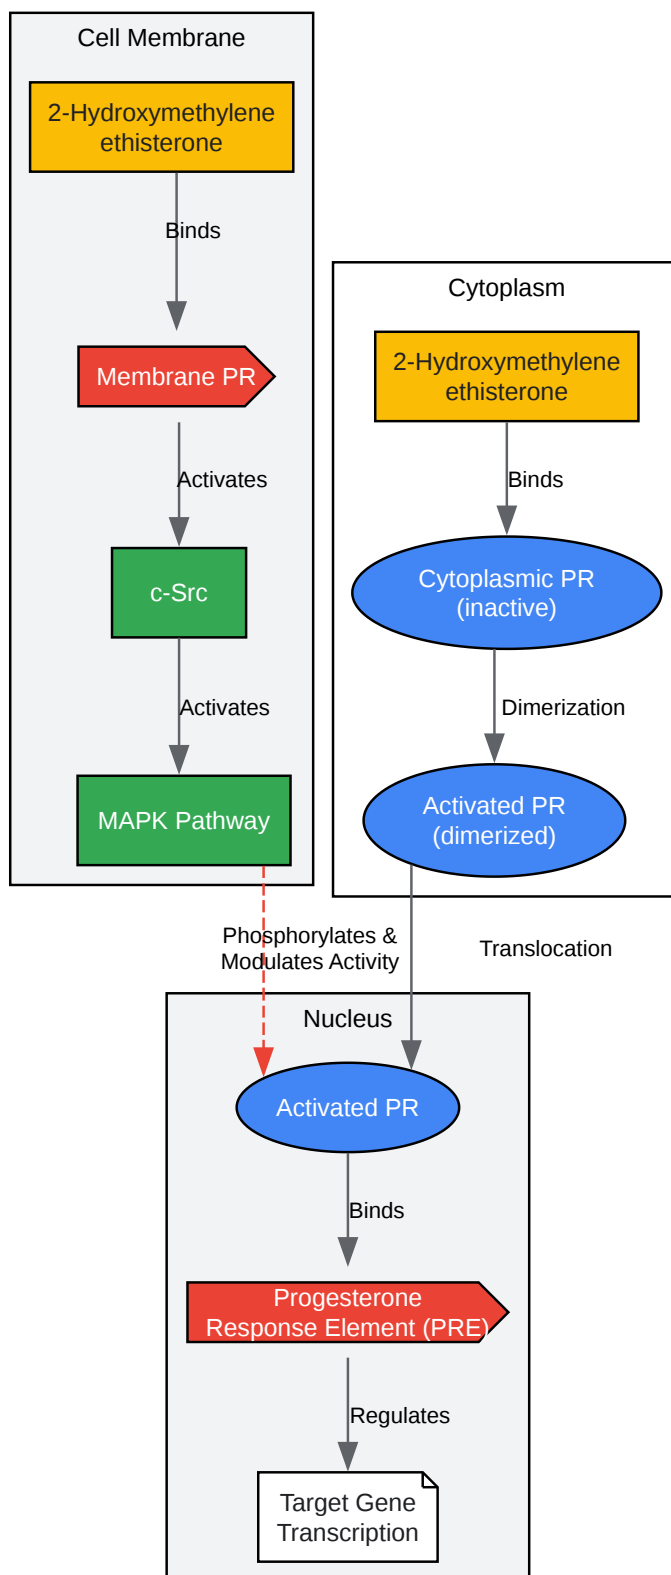 Cell Membrane
2-Hydroxymethylene
ethisterone
Binds
Membrane PR
Activates
c-Src
Activates
MAPK Pathway
Cytoplasm
2-Hydroxymethylene
ethisterone
Binds
Cytoplasmic PR
(inactive)
Dimerization
Activated PR
(dimerized)
Phosphorylates &
Modulates Activity
Translocation
Nucleus
Activated PR
Binds
Progesterone
Response Element (PRE)
Regulates
Target Gene
Transcription